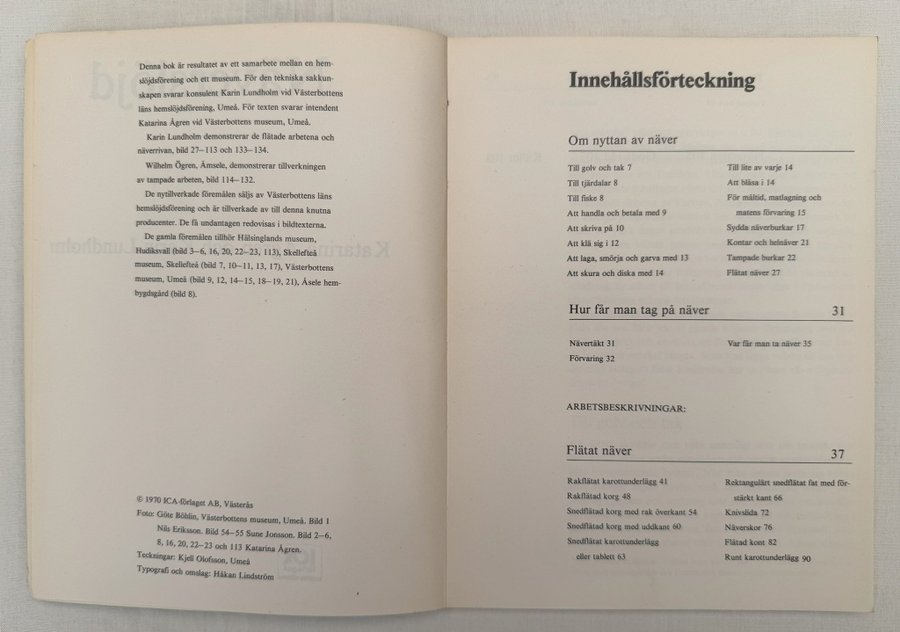 Denna bok är resultatet av ett samarbete mellan en hem-
slöjdsförening och ett museum. För den tekniska sakkun-
skapen svarar konsulent Karin Lundholm vid Västerbottens
läns hemslöjdsförening, Umeå. För texten svarar intendent
Katarina Ågren vid Västerbottens museum, Umeå.
Karin Lundholm demonstrerar de flätade arbetena och
näverrivan, bild 27–113 och 133–134.
Wilhelm Ögren, Åmsele, demonstrerar tillverkningen
av tampade arbeten, bild 114–132.
De nytillverkade föremålen säljs av Västerbottens läns
hemslöjdsförening och är tillverkade av till denna knutna
producenter. De få undantagen redovisas i bildtexterna.
De gamla föremålen tillhör Hälsinglands museum,
Hudiksvall (bild 3–6, 16, 20, 22–23, 113), Skellefteå
museum, Skellefteå (bild 7, 10–11, 13, 17), Västerbottens
museum, Umeå (bild 9, 12, 14–15, 18–19, 21), Åsele hem-
bygdsgård (bild 8).
© 1970 ICA-förlaget AB, Västerås
Foto: Göte Böhlin, Västerbottens museum, Umeå. Bild 1
Nils Eriksson. Bild 54–55 Sune Jonsson. Bild 2–6,
8, 16, 20, 22–23 och 113 Katarina Ågren.
Teckningar: Kjell Olofsson, Umeå
Typografi och omslag: Håkan Lindström
Innehållsförteckning
Om nyttan av näver
Till golv och tak 7
Till tjärdalar 8
Till fiske 8
Att handla och betala med 9
Att skriva på 10
Att klä sig i 12
Att laga, smörja och garva med 13
Att skura och diska med 14
Till lite av varje 14
Att blåsa i 14
För måltid, matlagning och
matens förvaring 15
Sydda näverburkar 17
Kontar och helnäver 21
Tampade burkar 22
Flätat näver 27
Hur får man tag på näver 31
Nävertäkt 31
Förvaring 32
Var får man ta näver 35
ARBETSBESKRIVNINGAR:
Flätat näver 37
Rakflätat karottunderlägg 41
Rakflätad korg 48
Snedflätad korg med rak överkant 54
Snedflätad korg med uddkant 60
Snedflätat karottunderlägg
eller tablett 63
Rektangulärt snedflätat fat med för-
stärkt kant 66
Knivslida 72
Näverskor 76
Flätad kont 82
Runt karottunderlägg 90